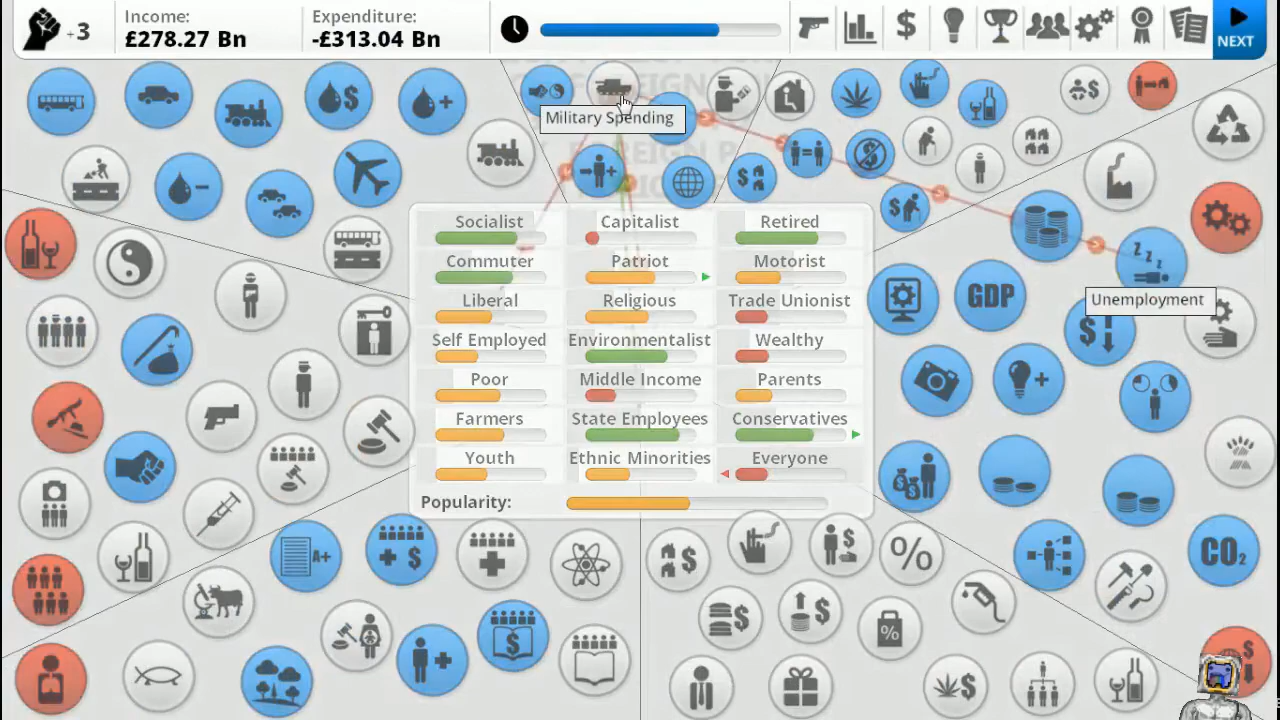 +3
Income:
£278.27 Bn
Expenditure:
-£313.04 Bn
NEXT
FOREIGN P
Military Spending
Unemployment
Socialist
Capitalist
Retired
Commuter
Patriot
Motorist
Liberal
Religious
Trade Unionist
Self Employed
Environmentalist
Wealthy
Poor
Middle Income
Parents
Farmers
State Employees
Conservatives
Youth
Ethnic Minorities
Everyone
Popularity:
GDP
A+
CO₂
z z z
%
%
$